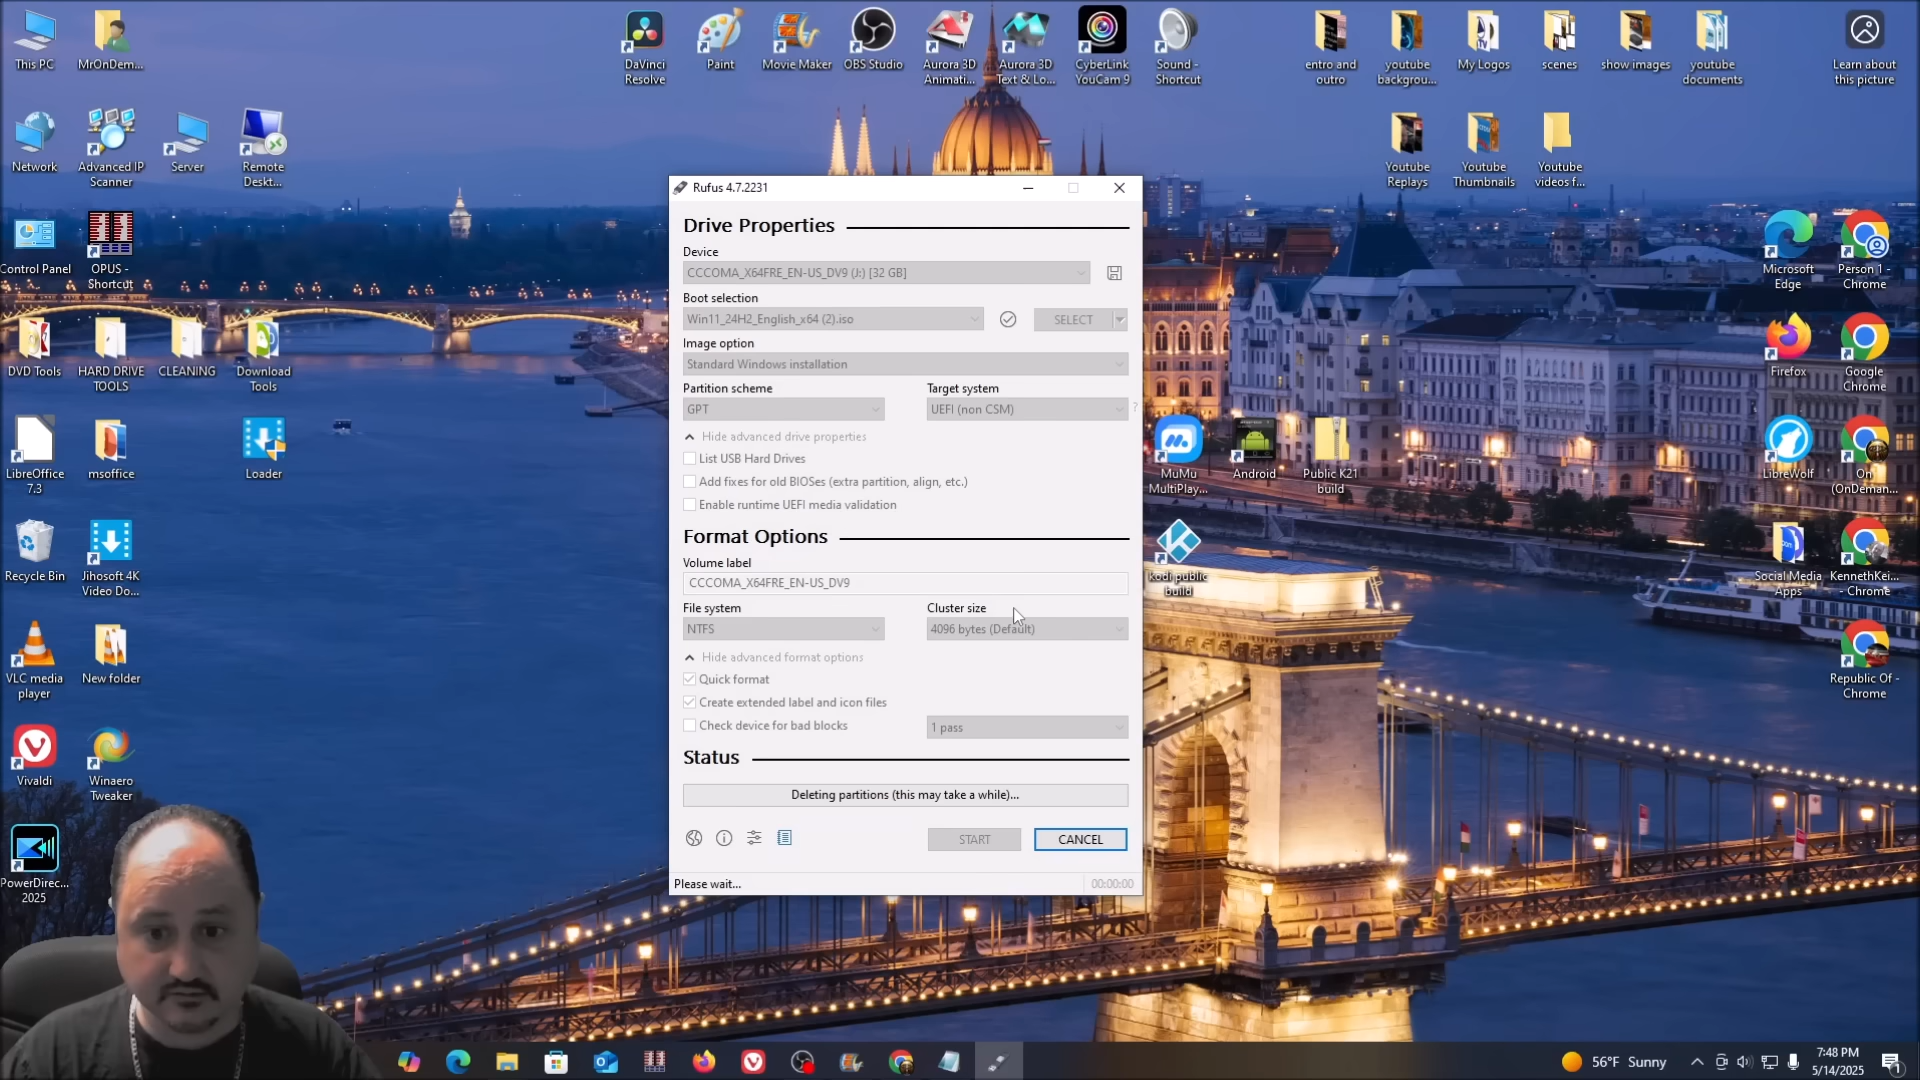 This PC
MrOnDem...
DaVinci
Resolve
Paint
Movie Maker
OBS Studio
Aurora 3D
Animati...
Aurora 3D
Text & Lo...
CyberLink
YouCam 9
Sound -
Shortcut
entro and
outro
youtube
backgrou...
My Logos
scenes
show images
youtube
documents
Learn about
this picture
Network
Advanced IP
Scanner
Server
Remote
Deskt...
Youtube
Replays
Youtube
Thumbnails
Youtube
videos f...
Control Panel
OPUS -
Shortcut
Microsoft
Edge
Person 1 -
Chrome
DVD Tools
HARD DRIVE
TOOLS
CLEANING
Download
Tools
Firefox
Google
Chrome
LibreOffice
7.3
msoffice
Loader
MuMu
MultiPlay...
Android
Public K21
build
LibreWolf
On
(OnDeman...
Recycle Bin
Jihosoft 4K
Video Do...
kodi public
build
Social Media
Apps
KennethKei...
- Chrome
VLC media
player
New folder
Republic Of -
Chrome
Vivaldi
Winaero
Tweaker
PowerDirec...
2025
Rufus 4.7.2231
Drive Properties
Device
CCCOMA_X64FRE_EN-US_DV9 (J:) [32 GB]
Boot selection
Win11_24H2_English_x64 (2).iso
SELECT
Image option
Standard Windows installation
Partition scheme
Target system
GPT
UEFI (non CSM)
?
Hide advanced drive properties
List USB Hard Drives
Add fixes for old BIOSes (extra partition, align, etc.)
Enable runtime UEFI media validation
Format Options
Volume label
CCCOMA_X64FRE_EN-US_DV9
File system
Cluster size
NTFS
4096 bytes (Default)
Hide advanced format options
Quick format
Create extended label and icon files
Check device for bad blocks
1 pass
Status
Deleting partitions (this may take a while)...
START
CANCEL
Please wait...
00:00:00
56°F Sunny
7:48 PM
5/14/2025
1